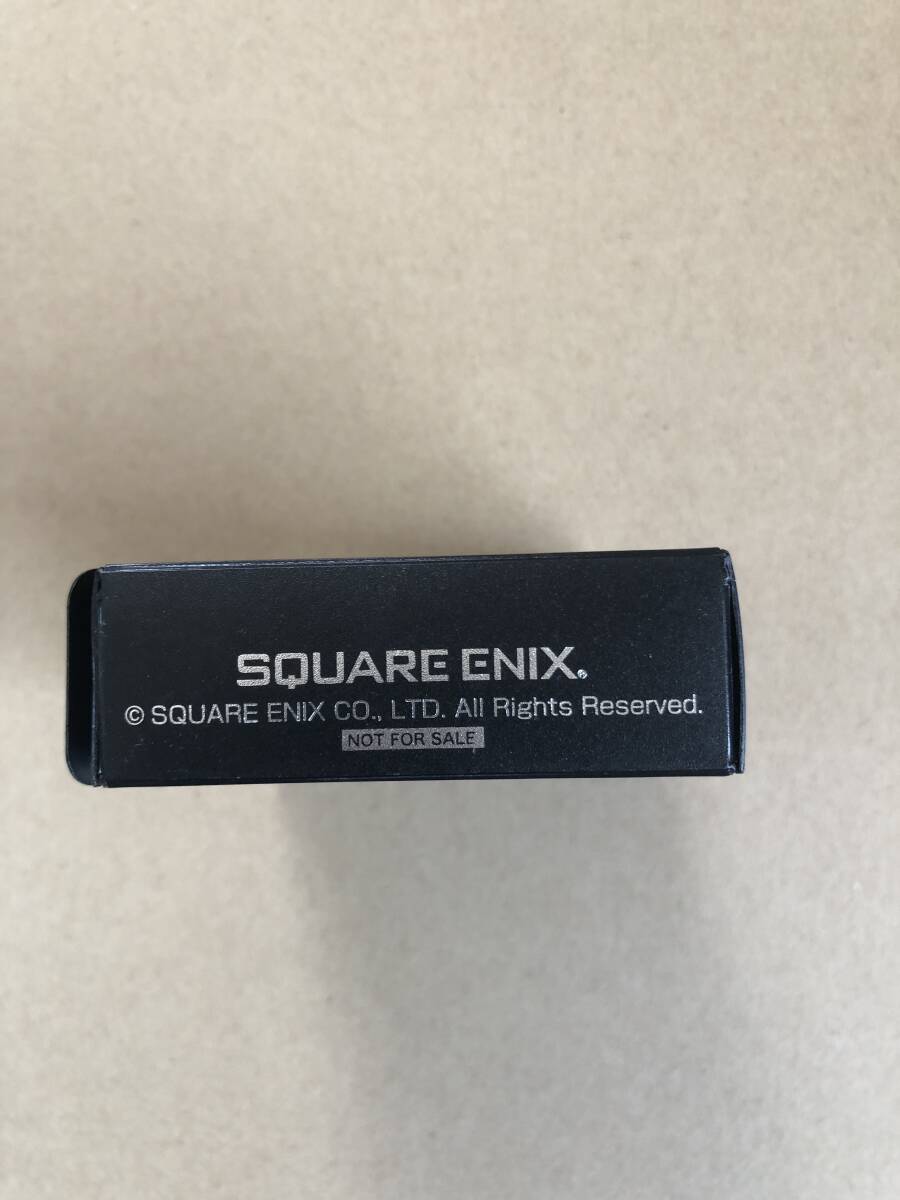 SQUARE ENIX.
© SQUARE ENIX CO., LTD. All Rights Reserved.
NOT FOR SALE